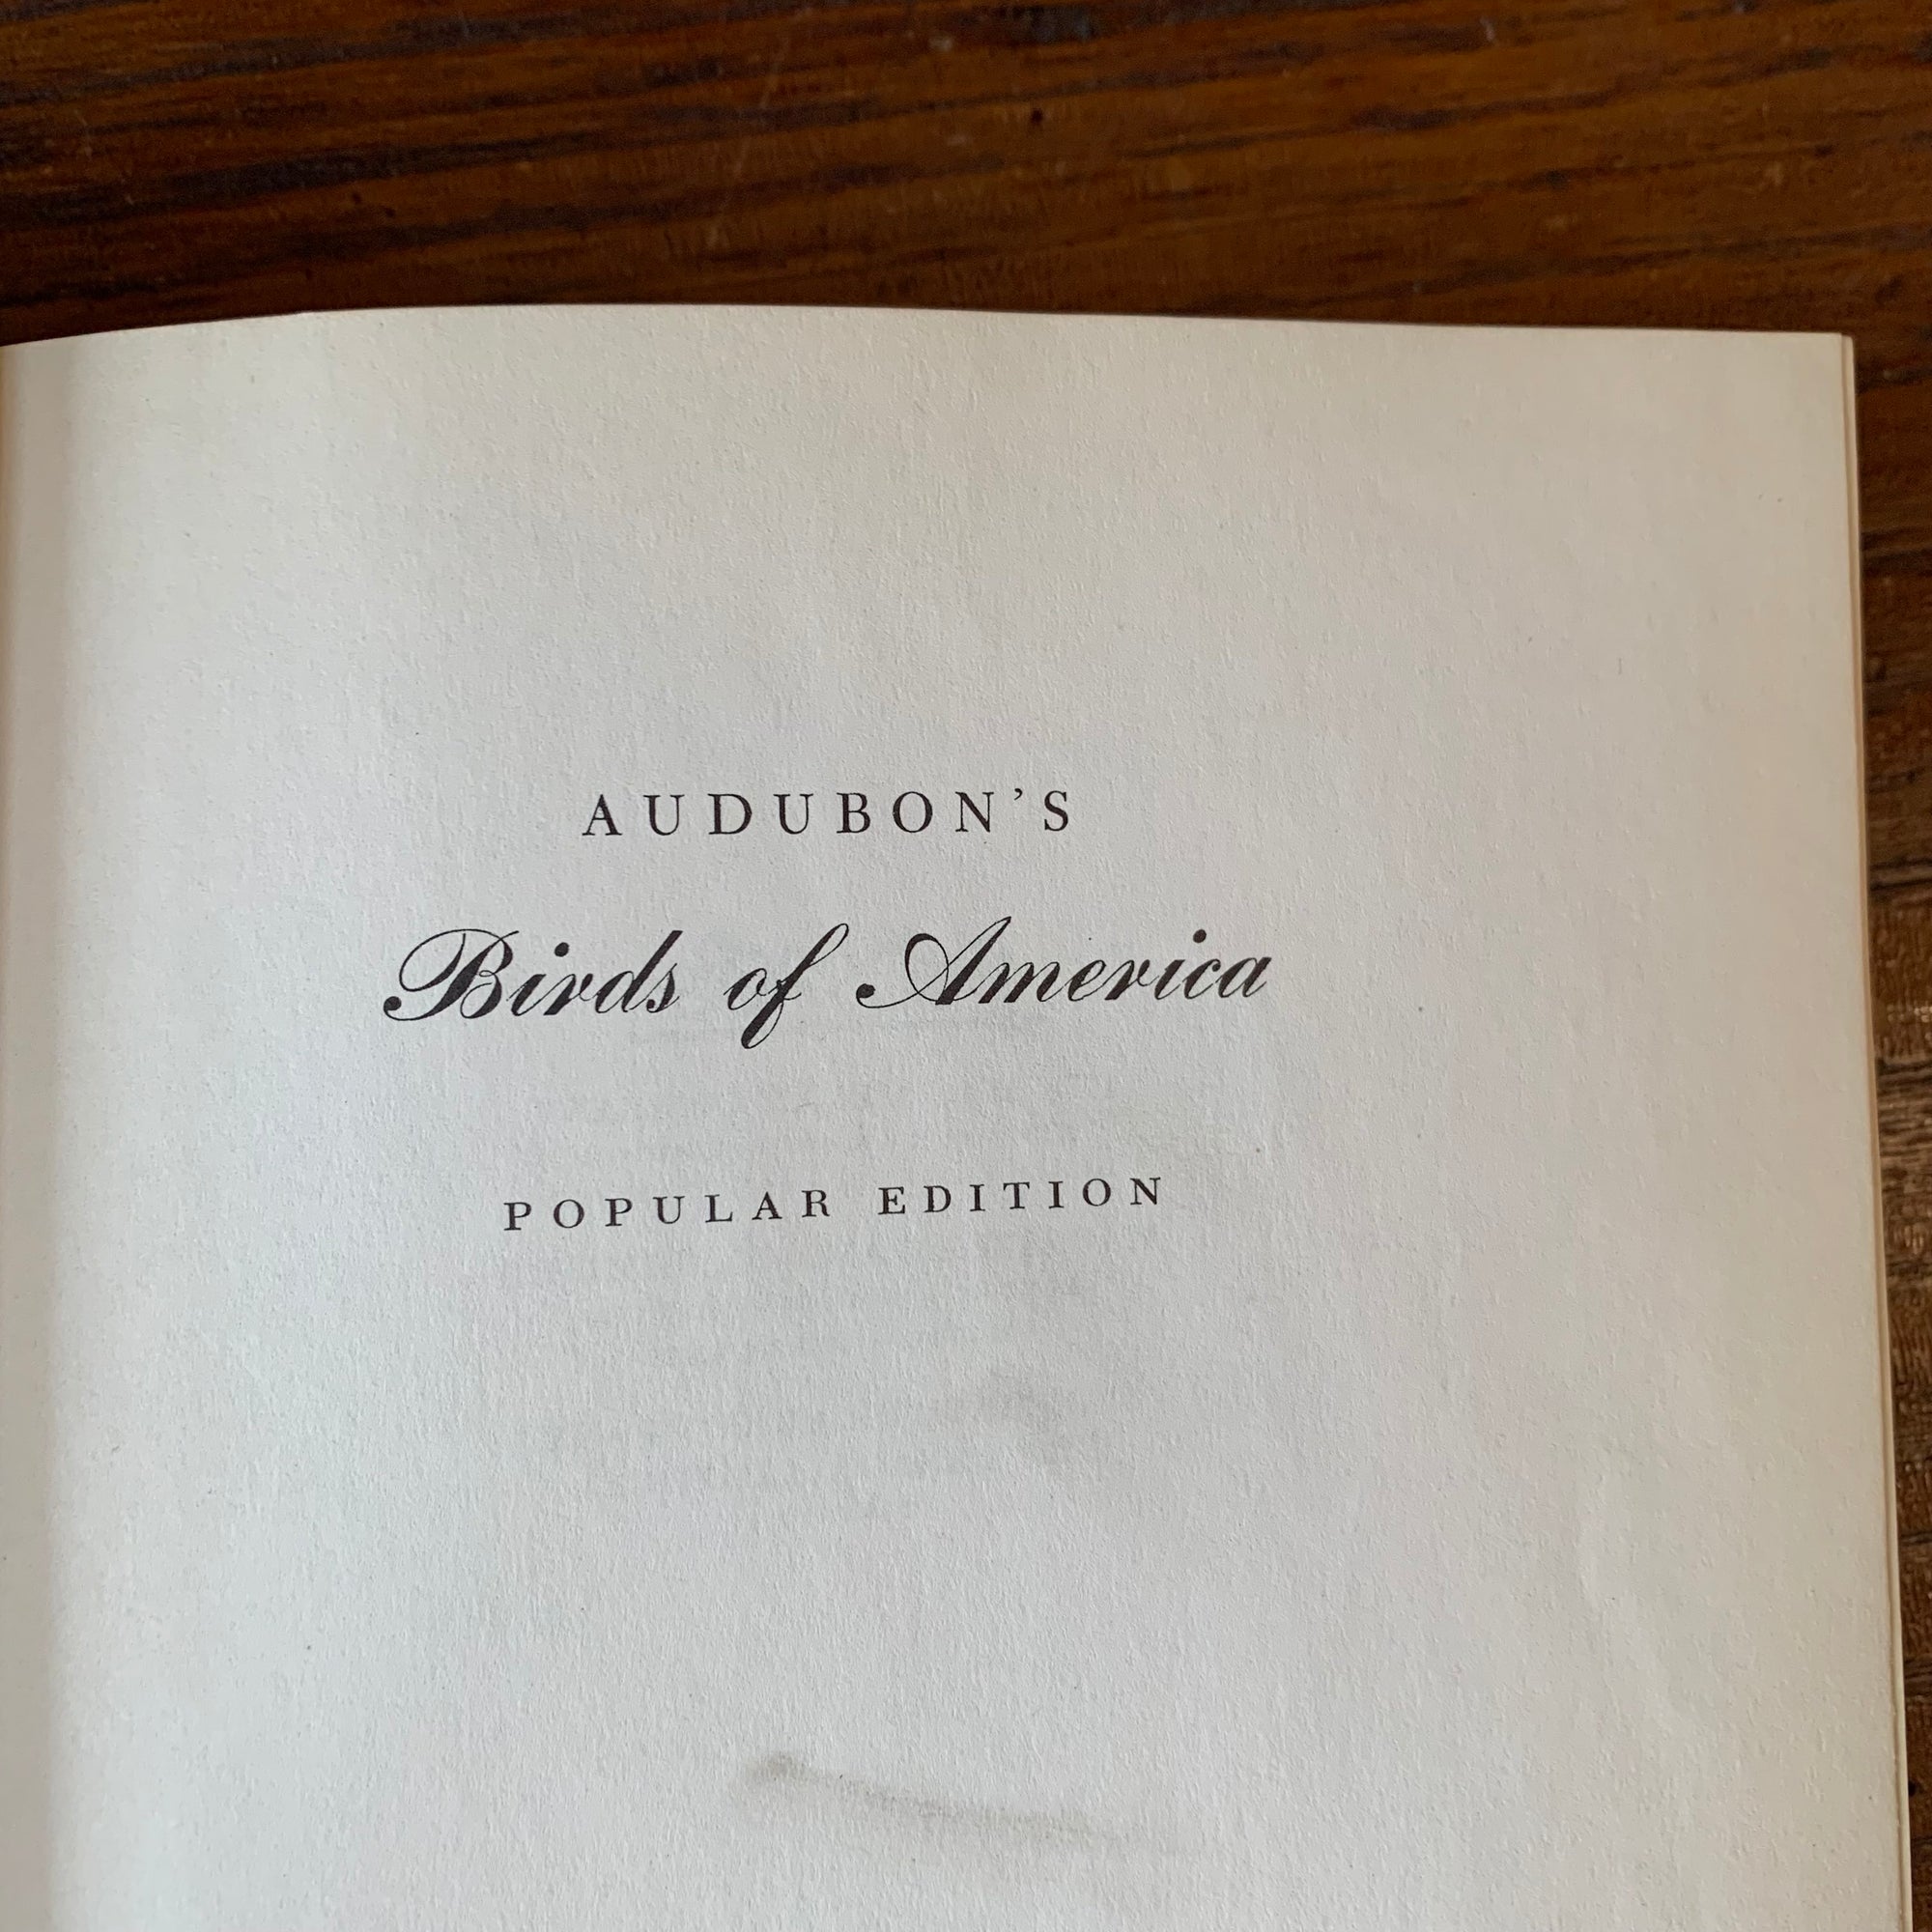 AUDUBON’S
Birds of America
POPULAR EDITION